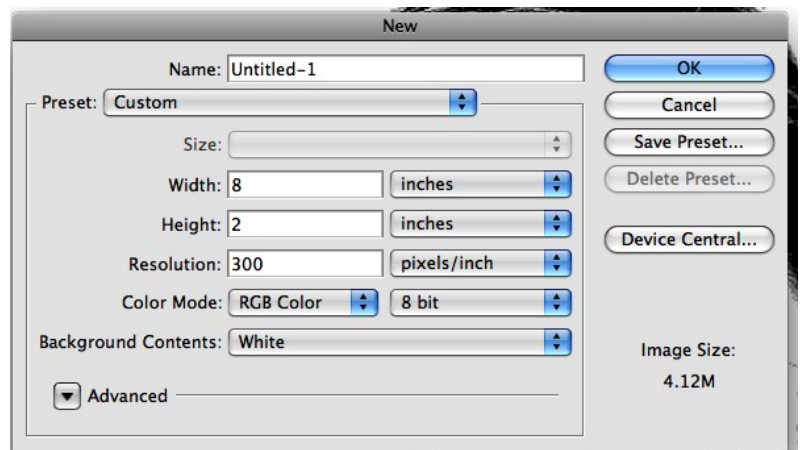 New
Name: Untitled-1
OK
Preset: Custom
Cancel
Size:
Save Preset...
Width: 8 inches
Delete Preset...
Height: 2 inches
Device Central...
Resolution: 300 pixels/inch
Color Mode: RGB Color 8 bit
Background Contents: White
Image Size:
4.12M
Advanced